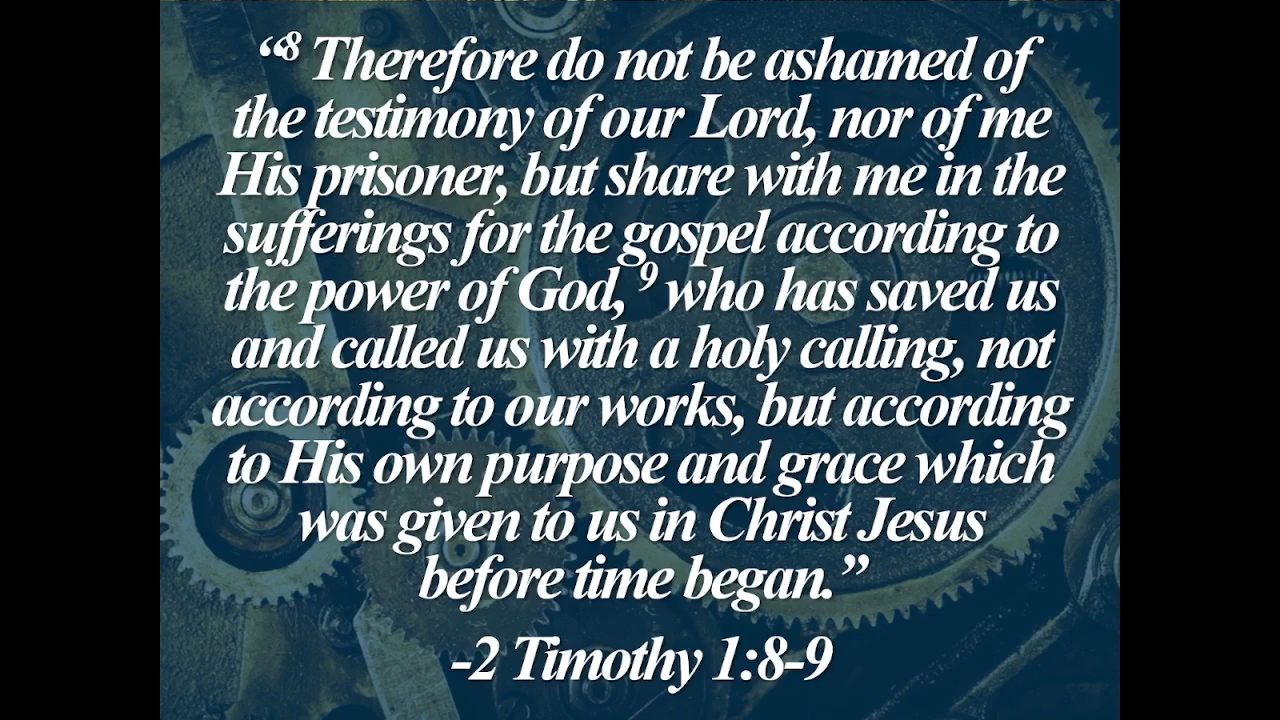 “8 Therefore do not be ashamed of
the testimony of our Lord, nor of me
His prisoner, but share with me in the
sufferings for the gospel according to
the power of God, 9 who has saved us
and called us with a holy calling, not
according to our works, but according
to His own purpose and grace which
was given to us in Christ Jesus
before time began.”
-2 Timothy 1:8-9